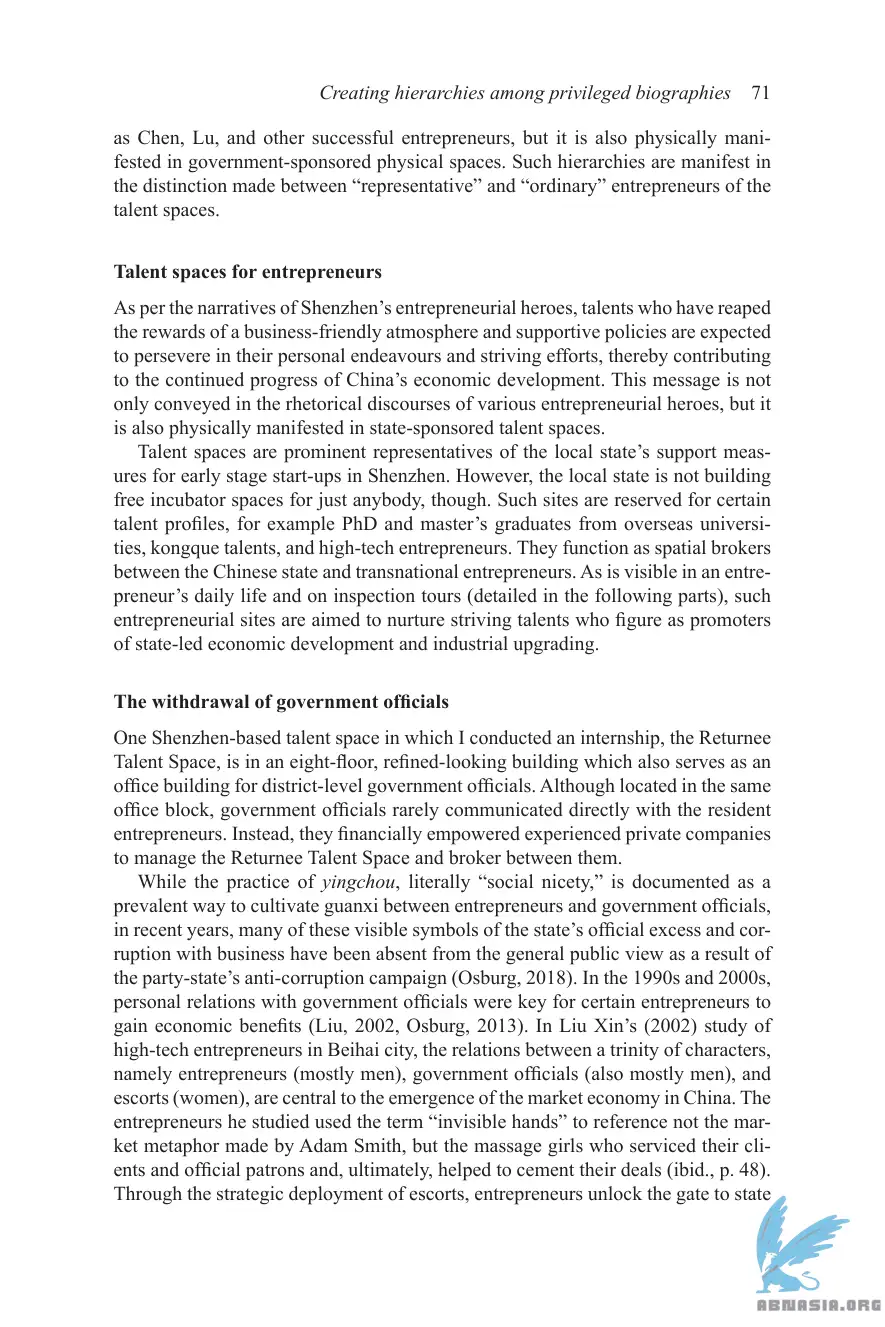 Creating hierarchies among privileged biographies 71
as Chen, Lu, and other successful entrepreneurs, but it is also physically mani-
fested in government-sponsored physical spaces. Such hierarchies are manifest in
the distinction made between “representative” and “ordinary” entrepreneurs of the
talent spaces.
Talent spaces for entrepreneurs
As per the narratives of Shenzhen’s entrepreneurial heroes, talents who have reaped
the rewards of a business-friendly atmosphere and supportive policies are expected
to persevere in their personal endeavours and striving efforts, thereby contributing
to the continued progress of China’s economic development. This message is not
only conveyed in the rhetorical discourses of various entrepreneurial heroes, but it
is also physically manifested in state-sponsored talent spaces.
Talent spaces are prominent representatives of the local state’s support meas-
ures for early stage start-ups in Shenzhen. However, the local state is not building
free incubator spaces for just anybody, though. Such sites are reserved for certain
talent profiles, for example PhD and master’s graduates from overseas universi-
ties, kongque talents, and high-tech entrepreneurs. They function as spatial brokers
between the Chinese state and transnational entrepreneurs. As is visible in an entre-
preneur’s daily life and on inspection tours (detailed in the following parts), such
entrepreneurial sites are aimed to nurture striving talents who figure as promoters
of state-led economic development and industrial upgrading.
The withdrawal of government officials
One Shenzhen-based talent space in which I conducted an internship, the Returnee
Talent Space, is in an eight-floor, refined-looking building which also serves as an
office building for district-level government officials. Although located in the same
office block, government officials rarely communicated directly with the resident
entrepreneurs. Instead, they financially empowered experienced private companies
to manage the Returnee Talent Space and broker between them.
While the practice of yingchou, literally “social nicety,” is documented as a
prevalent way to cultivate guanxi between entrepreneurs and government officials,
in recent years, many of these visible symbols of the state’s official excess and cor-
ruption with business have been absent from the general public view as a result of
the party-state’s anti-corruption campaign (Osburg, 2018). In the 1990s and 2000s,
personal relations with government officials were key for certain entrepreneurs to
gain economic benefits (Liu, 2002, Osburg, 2013). In Liu Xin’s (2002) study of
high-tech entrepreneurs in Beihai city, the relations between a trinity of characters,
namely entrepreneurs (mostly men), government officials (also mostly men), and
escorts (women), are central to the emergence of the market economy in China. The
entrepreneurs he studied used the term “invisible hands” to reference not the mar-
ket metaphor made by Adam Smith, but the massage girls who serviced their cli-
ents and official patrons and, ultimately, helped to cement their deals (ibid., p. 48).
Through the strategic deployment of escorts, entrepreneurs unlock the gate to state
ABNASIA.ORG